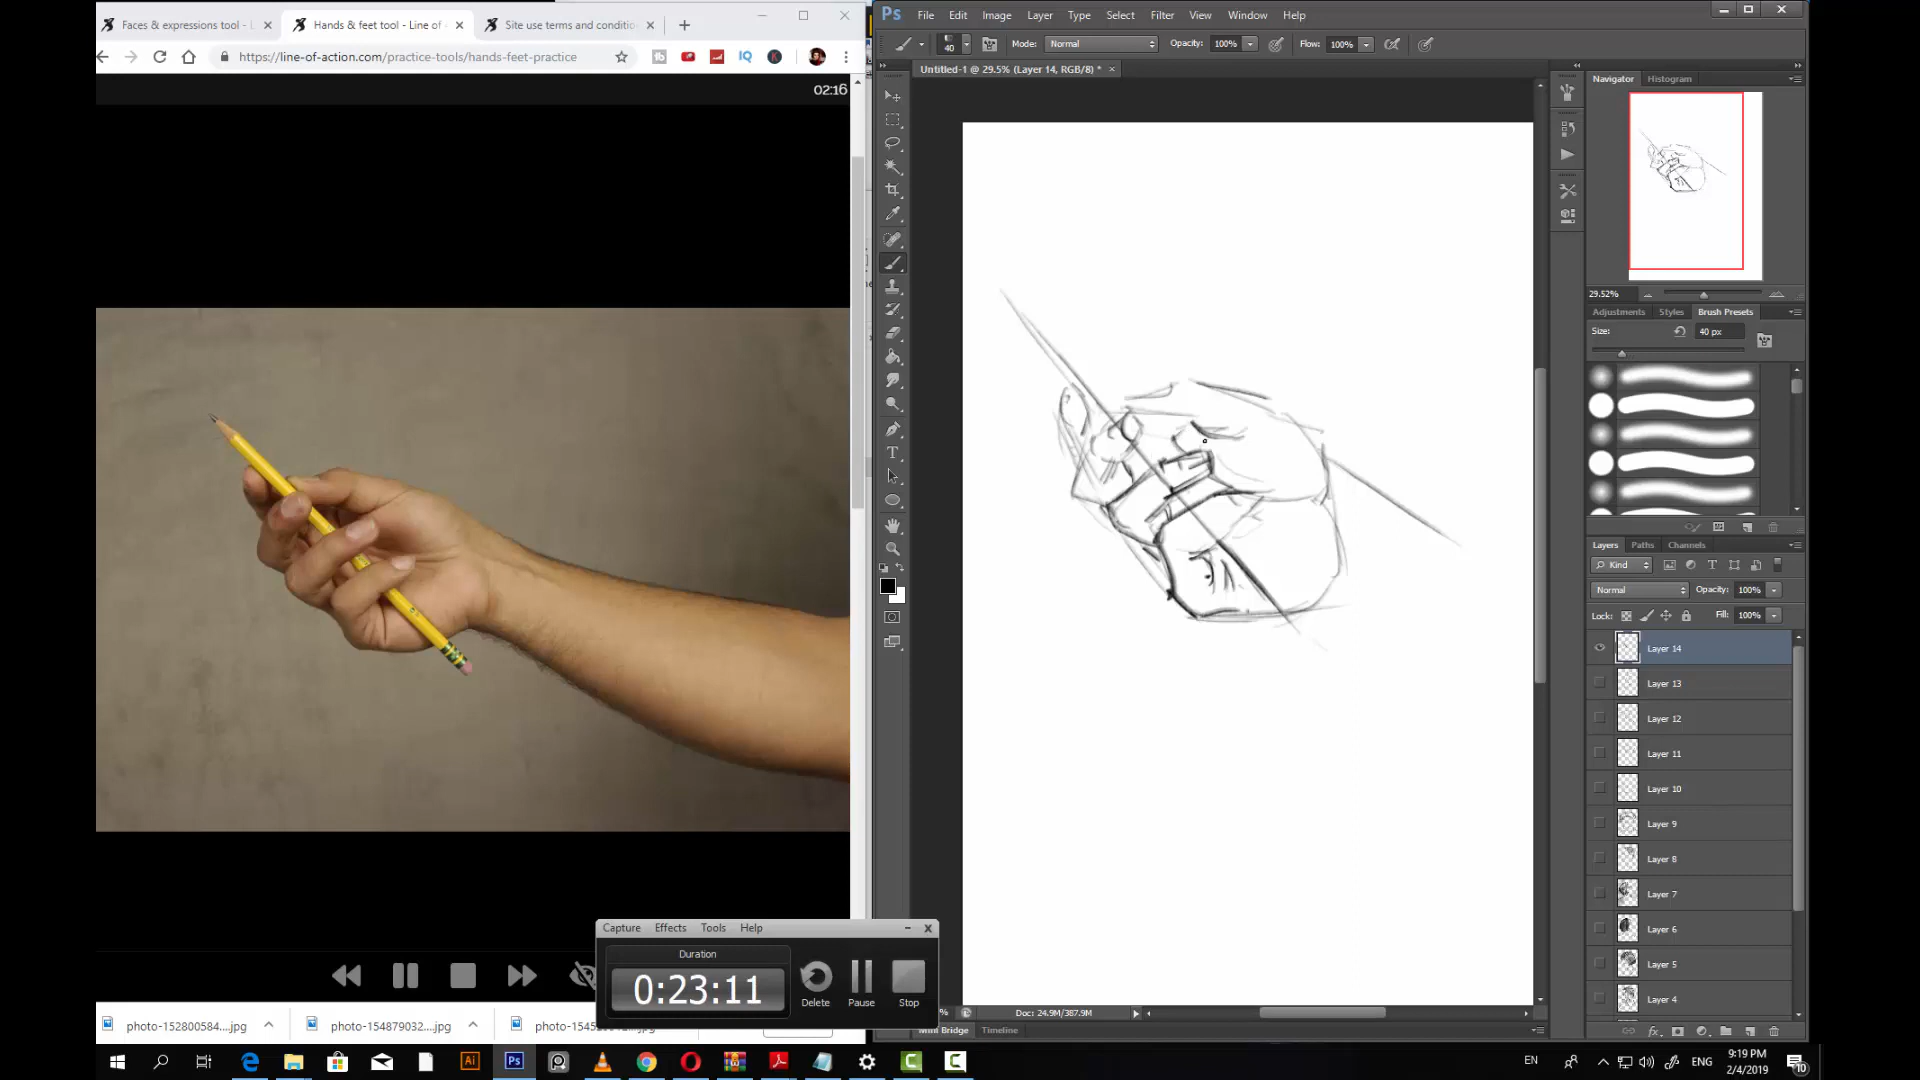 Faces & expressions tool - L
Hands & feet tool - Line of
Site use terms and conditio
https://line-of-action.com/practice-tools/hands-feet-practice
IQ
K
02:16
Ps
File
Edit
Image
Layer
Type
Select
Filter
View
Window
Help
40
Mode:
Normal
Opacity:
100%
Flow:
100%
Untitled-1 @ 29.5% (Layer 14, RGB/8) *
Navigator
Histogram
29.52%
Adjustments
Styles
Brush Presets
Size:
40 px
Layers
Paths
Channels
Kind
Normal
Opacity:
100%
Lock:
Fill:
100%
Layer 14
Layer 13
Layer 12
Layer 11
Layer 10
Layer 9
Layer 8
Layer 7
Layer 6
Layer 5
Layer 4
Capture
Effects
Tools
Help
Duration
0:23:11
Delete
Pause
Stop
%
Doc: 24.9M/387.9M
Mini Bridge
Timeline
photo-152800584....jpg
photo-154879032....jpg
Ai
Ps
EN
ENG
9:19 PM
2/4/2019
10